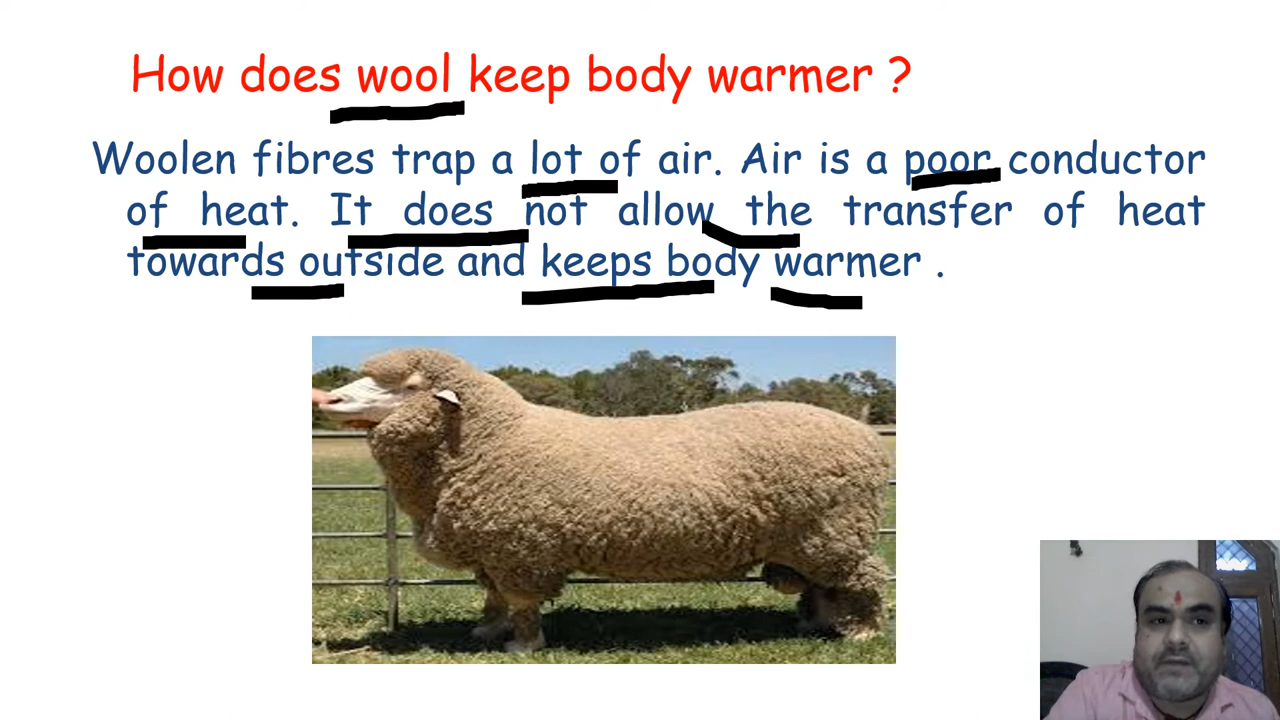 How does wool keep body warmer ?
Woolen fibres trap a lot of air. Air is a poor conductor
of heat. It does not allow the transfer of heat
towards outside and keeps body warmer .